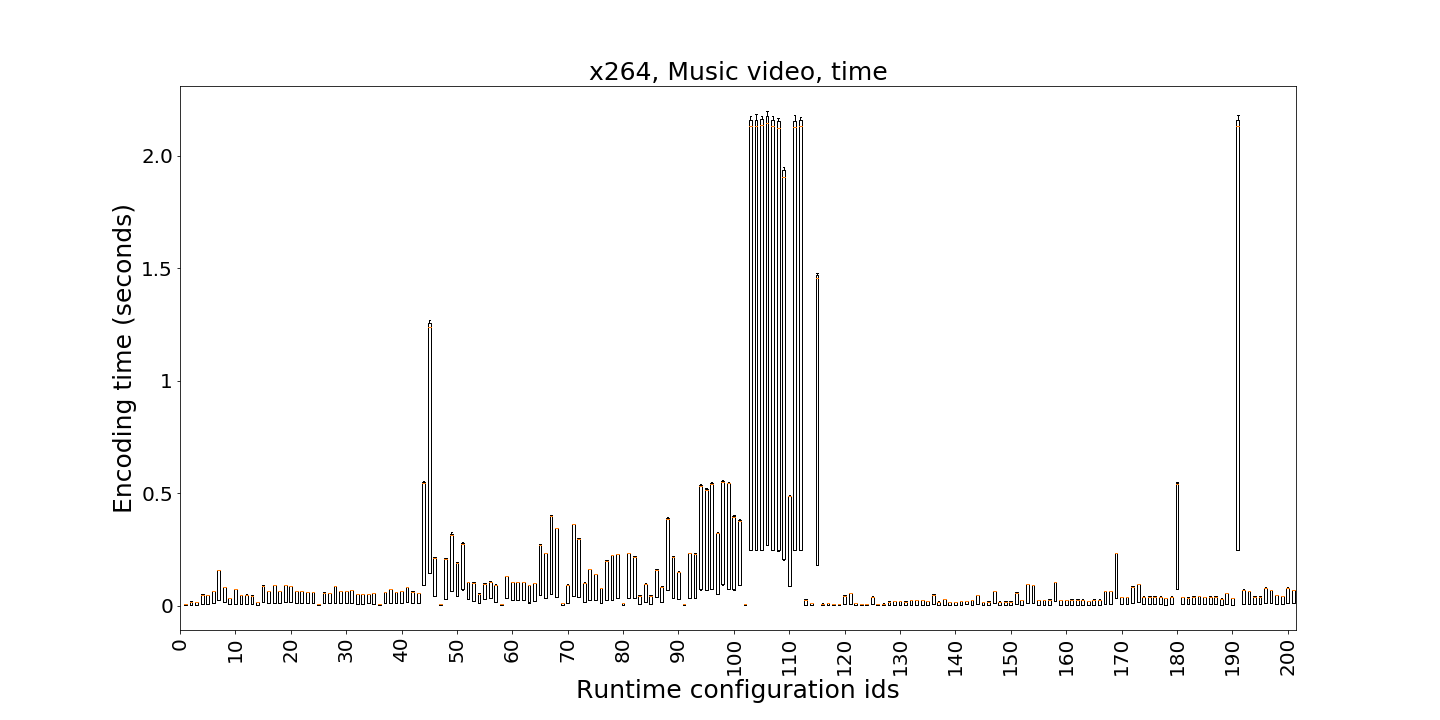 x264, Music video, time
Encoding time (seconds)
2.0
1.5
1
0.5
0
0 10 20 30 40 50 60 70 80 90 100 110 120 130 140 150 160 170 180 190 200
Runtime configuration ids